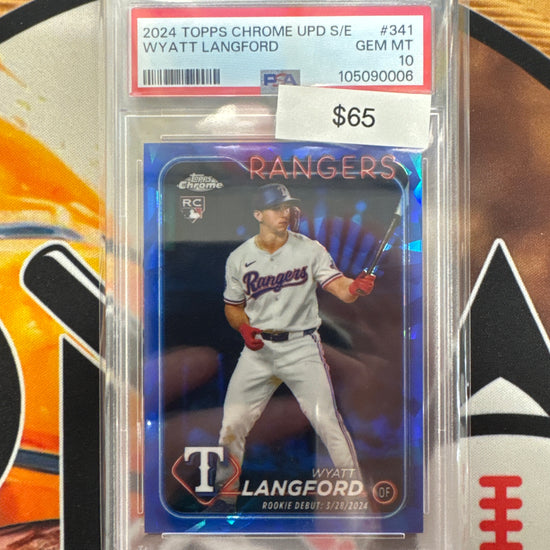 2024 TOPPS CHROME UPD S/E #341
WYATT LANGFORD GEM MT
10
PSA 105090006
$65
RANGERS
TOPPS
Chrome
RC
Rangers
T
WYATT
LANGFORD OF
ROOKIE DEBUT: 3/28/2024